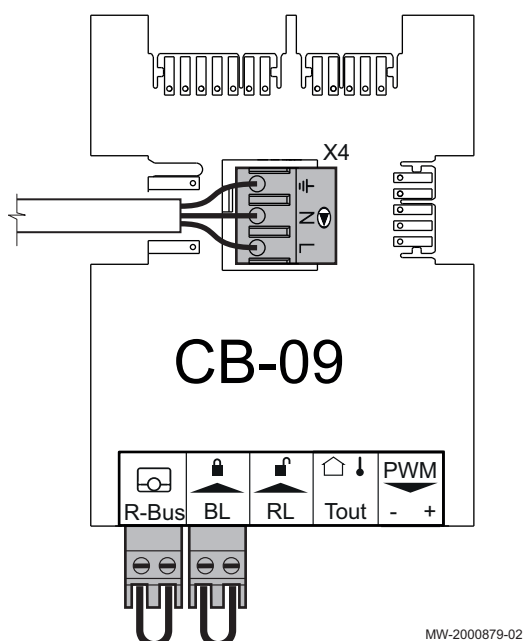 X4
N
L
CB-09
PWM
R-Bus BL RL Tout - +
MW-2000879-02